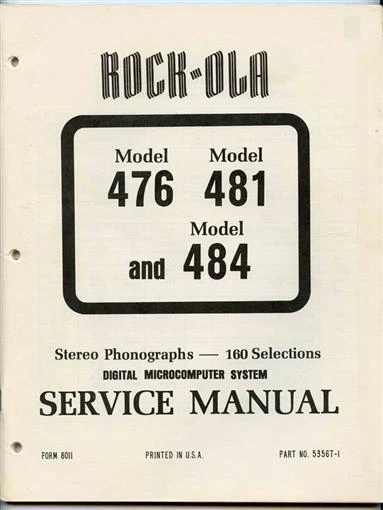 ROCK-OLA
Model Model
476 481
Model
and 484
Stereo Phonographs — 160 Selections
DIGITAL MICROCOMPUTER SYSTEM
SERVICE MANUAL
FORM 8011 PRINTED IN U.S.A. PART NO. 53567-1